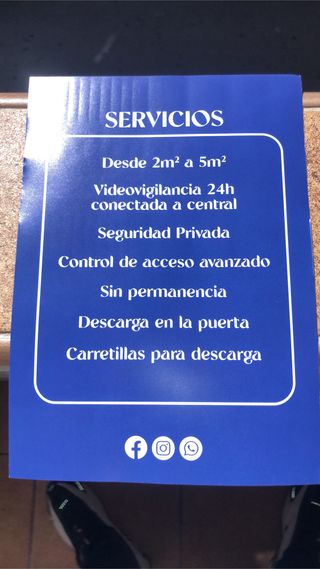 SERVICIOS
Desde 2m² a 5m²
Videovigilancia 24h
conectada a central
Seguridad Privada
Control de acceso avanzado
Sin permanencia
Descarga en la puerta
Carretillas para descarga